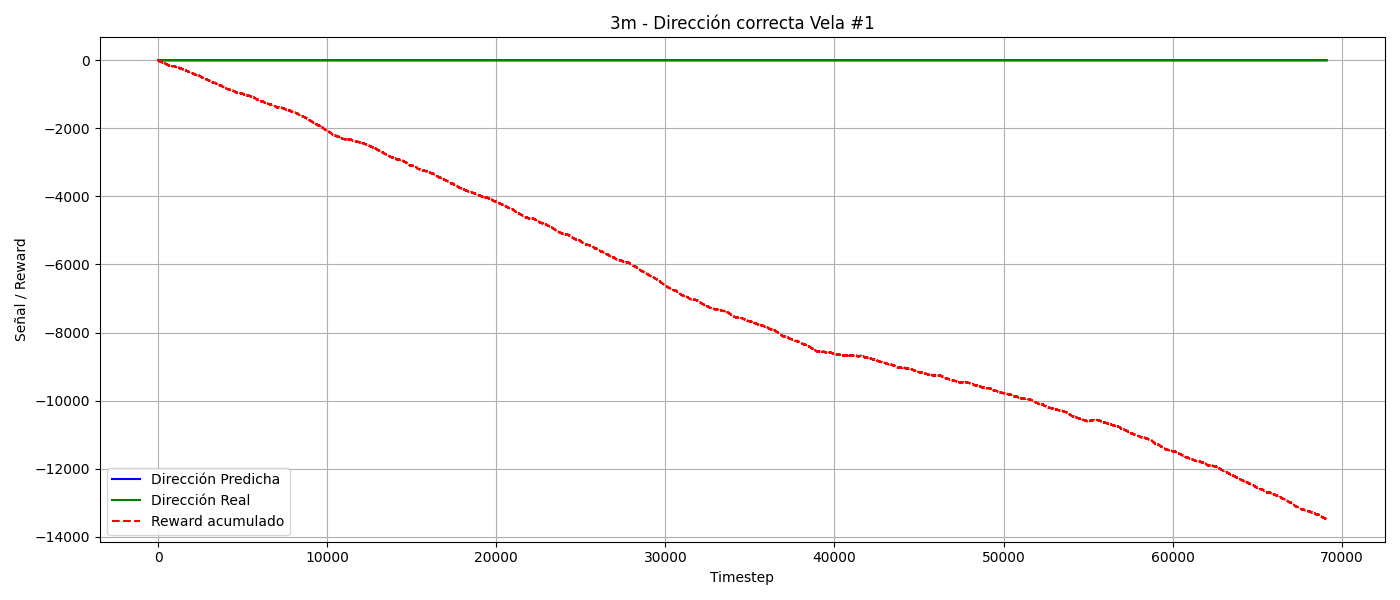 3m - Dirección correcta Vela #1
Señal / Reward
0
−2000
−4000
−6000
−8000
−10000
−12000
−14000
Dirección Predicha
Dirección Real
Reward acumulado
0 10000 20000 30000 40000 50000 60000 70000
Timestep